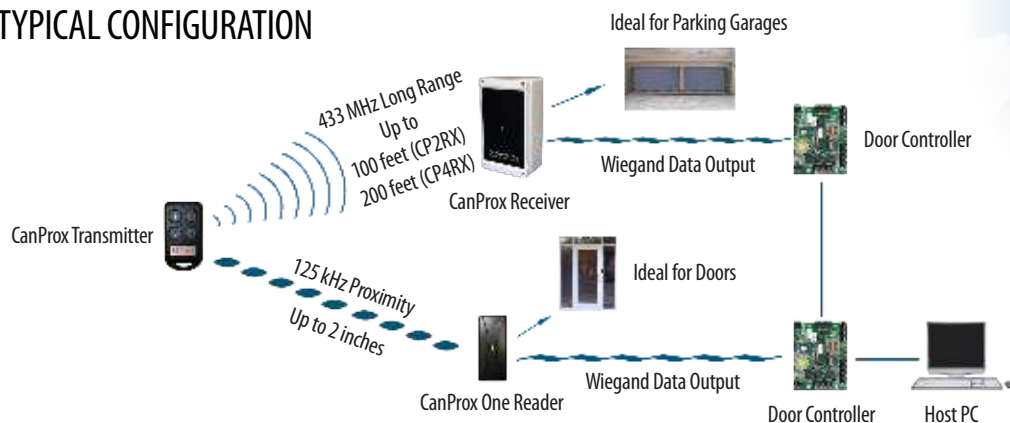 TYPICAL CONFIGURATION
Ideal for Parking Garages
433 MHz Long Range
Up to
100 feet (CP2RX)
200 feet (CP4RX)
Wiegand Data Output
Door Controller
CanProx Receiver
CanProx Transmitter
125 kHz Proximity
Up to 2 inches
Ideal for Doors
Wiegand Data Output
CanProx One Reader
Door Controller
Host PC